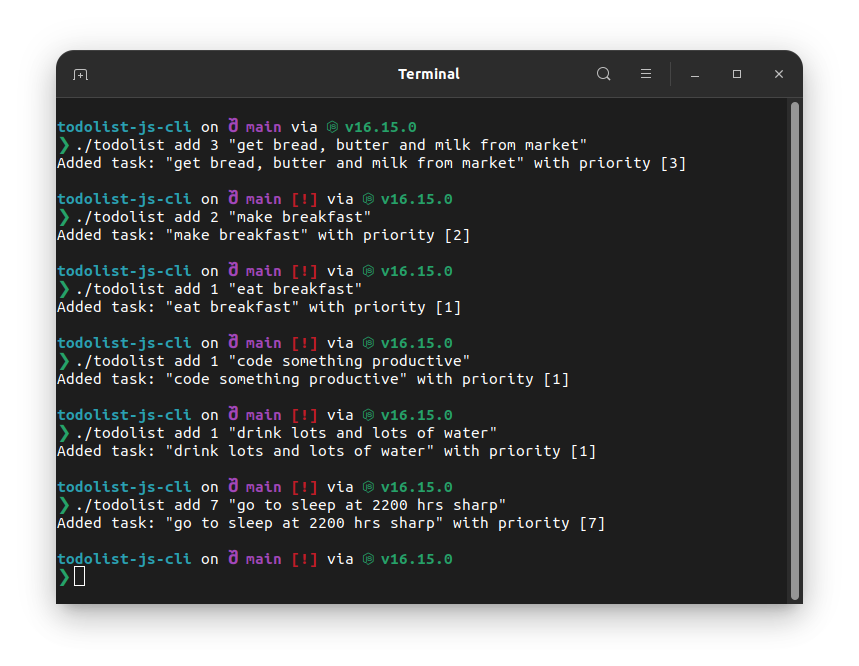 Terminal
todolist-js-cli on main via v16.15.0
❯ ./todolist add 3 "get bread, butter and milk from market"
Added task: "get bread, butter and milk from market" with priority [3]
todolist-js-cli on main [!] via v16.15.0
❯ ./todolist add 2 "make breakfast"
Added task: "make breakfast" with priority [2]
todolist-js-cli on main [!] via v16.15.0
❯ ./todolist add 1 "eat breakfast"
Added task: "eat breakfast" with priority [1]
todolist-js-cli on main [!] via v16.15.0
❯ ./todolist add 1 "code something productive"
Added task: "code something productive" with priority [1]
todolist-js-cli on main [!] via v16.15.0
❯ ./todolist add 1 "drink lots and lots of water"
Added task: "drink lots and lots of water" with priority [1]
todolist-js-cli on main [!] via v16.15.0
❯ ./todolist add 7 "go to sleep at 2200 hrs sharp"
Added task: "go to sleep at 2200 hrs sharp" with priority [7]
todolist-js-cli on main [!] via v16.15.0
❯